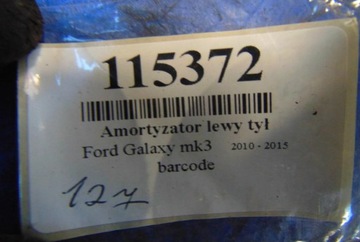 115372
Amortyzator lewy tył
Ford Galaxy mk3 2010 - 2015
barcode
127